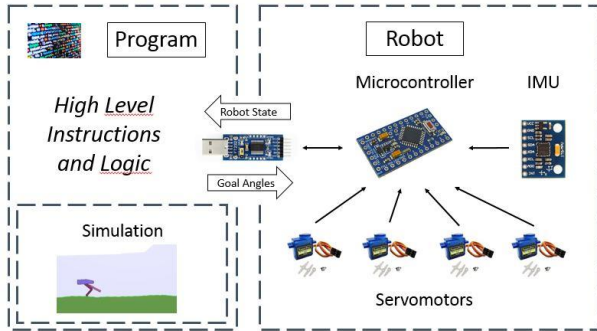 Program
High Level
Instructions
and Logic
Simulation
Robot State
Goal Angles
Robot
Microcontroller
IMU
Servomotors